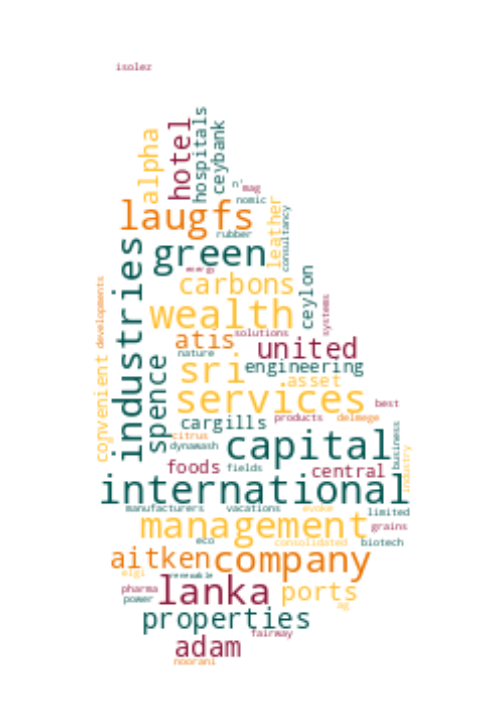 isolez
alpha
hotel
hospitals
ceybank
n'
mag
nomic
laugfs
leather
consultancy
rubber
green
industries
energy
carbons
ceylon
developments
wealth
systems
solutions
atis
united
nature
sri
engineering
asset
convenient
spence
services
best
cargills
products
delmege
citrus
dynawash
capital
business
industry
foods
fields
central
international
manufacturers
vacations
evoke
limited
management
grains
eco
consolidated
biotech
aitken
company
elgi
renewable
pharma
lanka
ports
power
ag
properties
fairway
adam
noorani